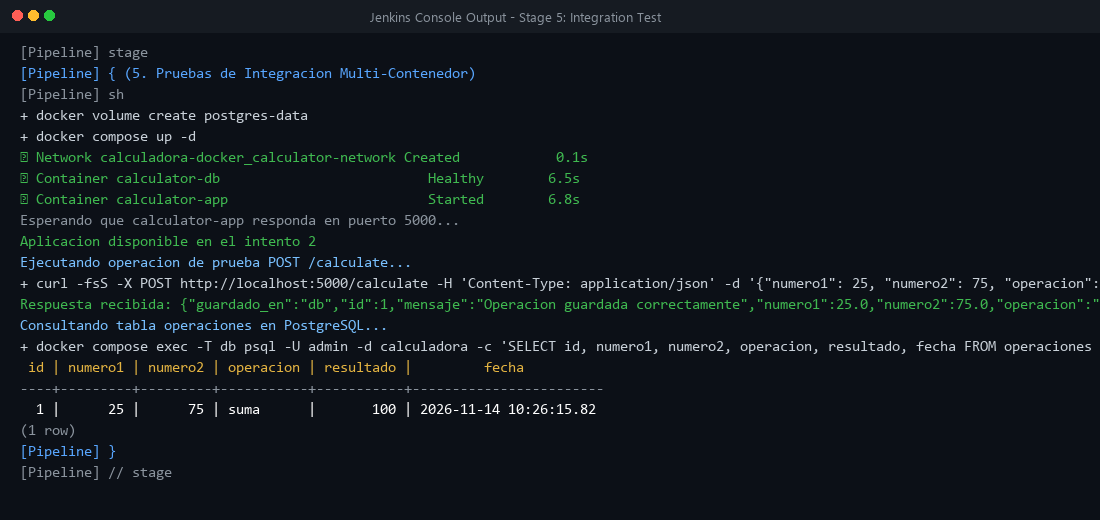 Jenkins Console Output - Stage 5: Integration Test
[Pipeline] stage
[Pipeline] { (5. Pruebas de Integracion Multi-Contenedor)
[Pipeline] sh
+ docker volume create postgres-data
+ docker compose up -d
Network calculadora-docker_calculator-network Created 0.1s
Container calculator-db Healthy 6.5s
Container calculator-app Started 6.8s
Esperando que calculator-app responda en puerto 5000...
Aplicacion disponible en el intento 2
Ejecutando operacion de prueba POST /calculate...
+ curl -fsS -X POST http://localhost:5000/calculate -H 'Content-Type: application/json' -d '{"numero1": 25, "numero2": 75, "operacion":
Respuesta recibida: {"guardado_en":"db","id":1,"mensaje":"Operacion guardada correctamente","numero1":25.0,"numero2":75.0,"operacion":"
Consultando tabla operaciones en PostgreSQL...
+ docker compose exec -T db psql -U admin -d calculadora -c 'SELECT id, numero1, numero2, operacion, resultado, fecha FROM operaciones
id | numero1 | numero2 | operacion | resultado | fecha
----+---------+---------+-----------+-----------+------------------------
1 | 25 | 75 | suma | 100 | 2026-11-14 10:26:15.82
(1 row)
[Pipeline] }
[Pipeline] // stage